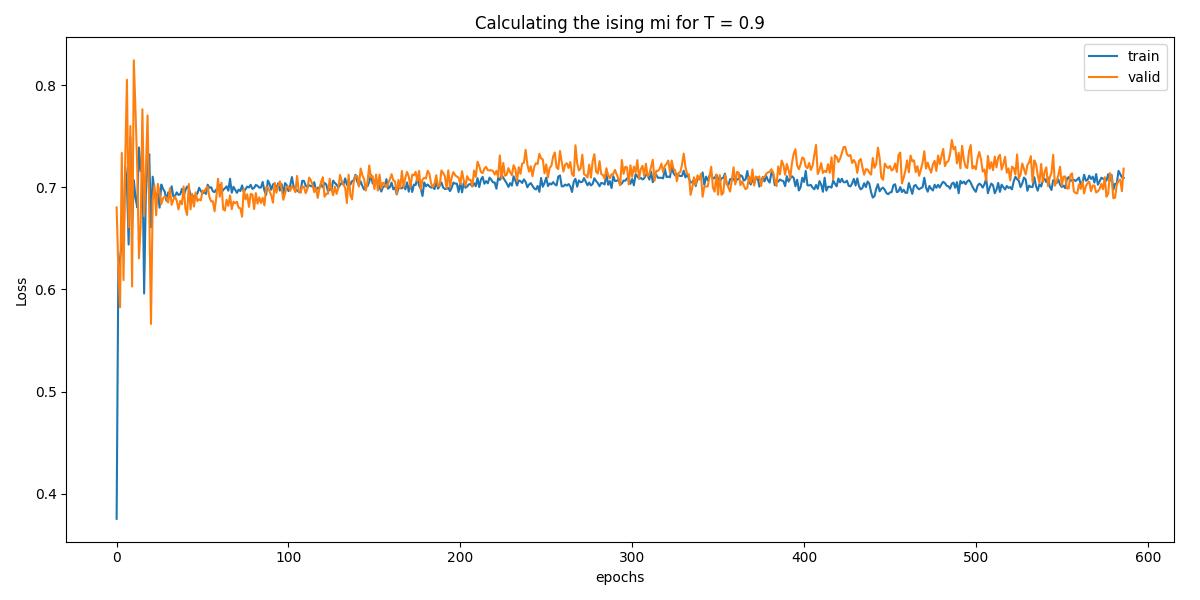 Calculating the ising mi for T = 0.9
train
valid
0.8
0.7
0.6
0.5
0.4
Loss
0 100 200 300 400 500 600
epochs